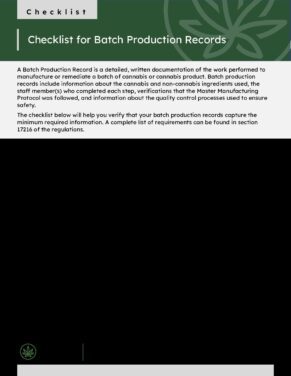 Checklist
Checklist for Batch Production Records
A Batch Production Record is a detailed, written documentation of the work performed to
manufacture or remediate a batch of cannabis or cannabis product. Batch production
records include information about the cannabis and non-cannabis ingredients used, the
staff member(s) who completed each step, verifications that the Master Manufacturing
Protocol was followed, and information about the quality control processes used to ensure
safety.
The checklist below will help you verify that your batch production records capture the
minimum required information. A complete list of requirements can be found in section
17216 of the regulations.